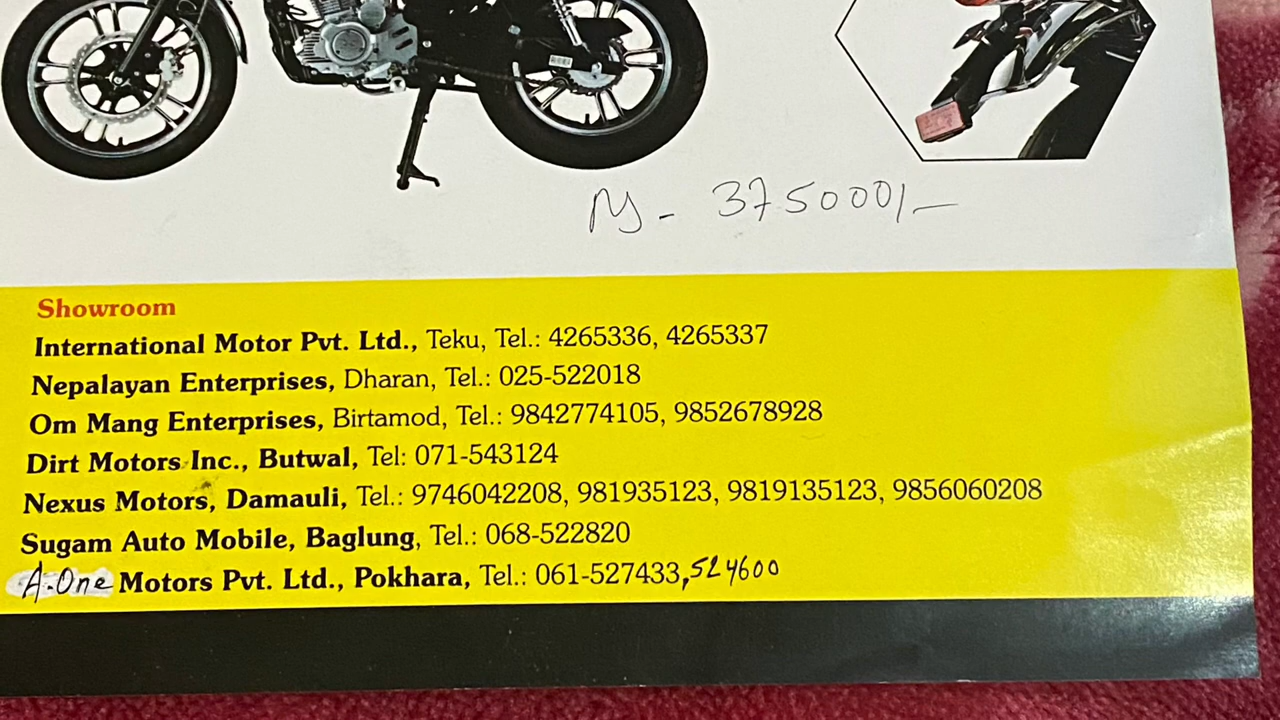 - 375000/-
Showroom
International Motor Pvt. Ltd., Teku, Tel.: 4265336, 4265337
Nepalayan Enterprises, Dharan, Tel.: 025-522018
Om Mang Enterprises, Birtamod, Tel.: 9842774105, 9852678928
Dirt Motors Inc., Butwal, Tel: 071-543124
Nexus Motors, Damauli, Tel.: 9746042208, 981935123, 9819135123, 9856060208
Sugam Auto Mobile, Baglung, Tel.: 068-522820
A-One Motors Pvt. Ltd., Pokhara, Tel.: 061-527433,524600